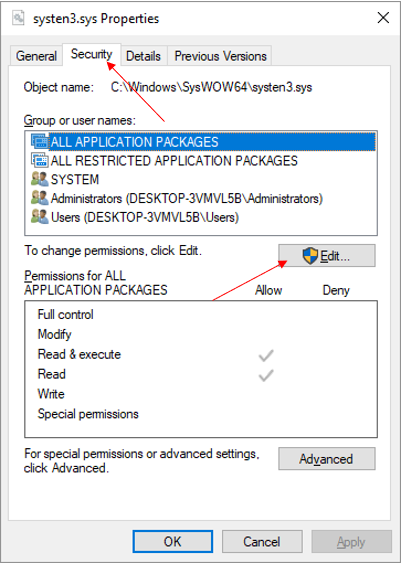 systen3.sys Properties
General Security Details Previous Versions
Object name: C:\Windows\SysWOW64\systen3.sys
Group or user names:
ALL APPLICATION PACKAGES
ALL RESTRICTED APPLICATION PACKAGES
SYSTEM
Administrators (DESKTOP-3VMVL5B\Administrators)
Users (DESKTOP-3VMVL5B\Users)
To change permissions, click Edit.
Edit...
Permissions for ALL
APPLICATION PACKAGES Allow Deny
Full control
Modify
Read & execute
Read
Write
Special permissions
For special permissions or advanced settings,
click Advanced.
Advanced
OK Cancel Apply